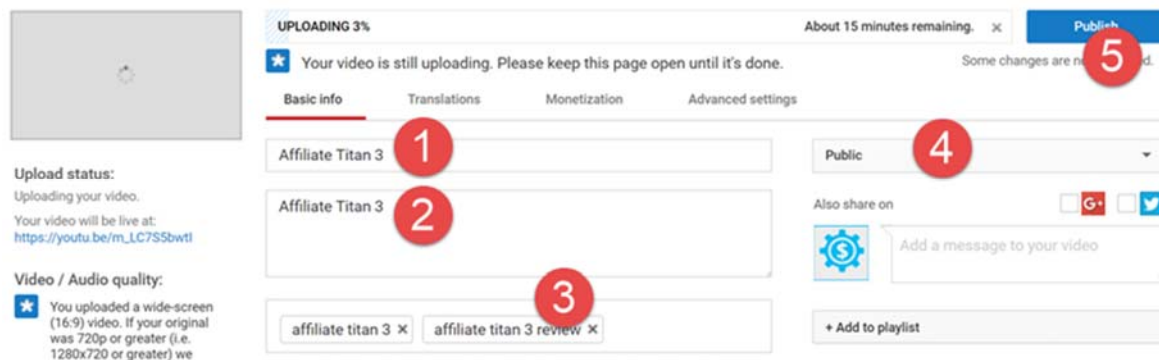 UPLOADING 3%
About 15 minutes remaining. ×
Publish
5
Your video is still uploading. Please keep this page open until it's done.
Some changes are
Basic info Translations Monetization Advanced settings
Affiliate Titan 3
1
Public
4
Upload status:
Uploading your video.
Your video will be live at:
https://youtu.be/m_LC7S5bwtI
Affiliate Titan 3
2
Also share on
G+
Add a message to your video
Video / Audio quality:
You uploaded a wide-screen
(16:9) video. If your original
was 720p or greater (i.e.
1280x720 or greater) we
3
affiliate titan 3 × affiliate titan 3 review ×
+ Add to playlist